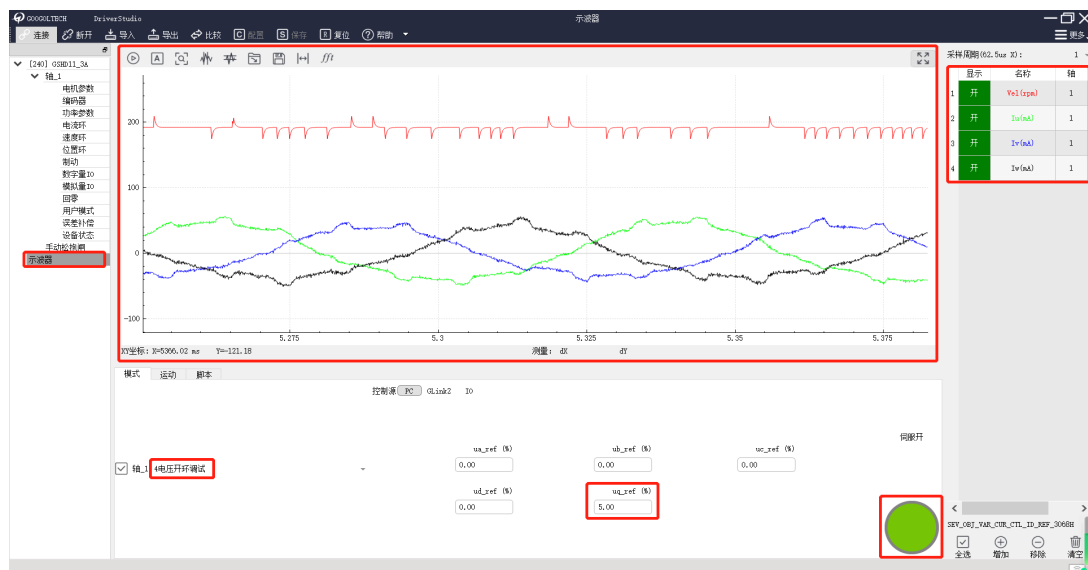 GOOGOLTECH DriverStudio 示波器
连接 断开 导入 导出 比较 C 配置 S 保存 R 复位 ? 帮助 更多
[240] GSHD11_3A
轴_1
电机参数
编码器
功率参数
电流环
速度环
位置环
制动
数字量IO
模拟量IO
回零
用户模式
误差补偿
设备状态
手动松抱闸
示波器
A fft
200
100
0
-100
5.275 5.3 5.325 5.35 5.375
XY坐标: X=5366.02 ms Y=-121.18 测量: dX dY
采样周期(62.5us X): 1
显示 名称 轴
1 开 Vel(rpm) 1
2 开 Iu(mA) 1
3 开 Iv(mA) 1
4 开 Iw(mA) 1
模式 运动 脚本
控制源 PC GLink2 IO
伺服开
ua_ref (%) ub_ref (%) uc_ref (%)
轴_1 4电压开环调试 0.00 0.00 0.00
ud_ref (%) uq_ref (%)
0.00 5.00
SEV_OBJ_VAR_CUR_CTL_ID_REF_306BH
全选 增加 移除 清空